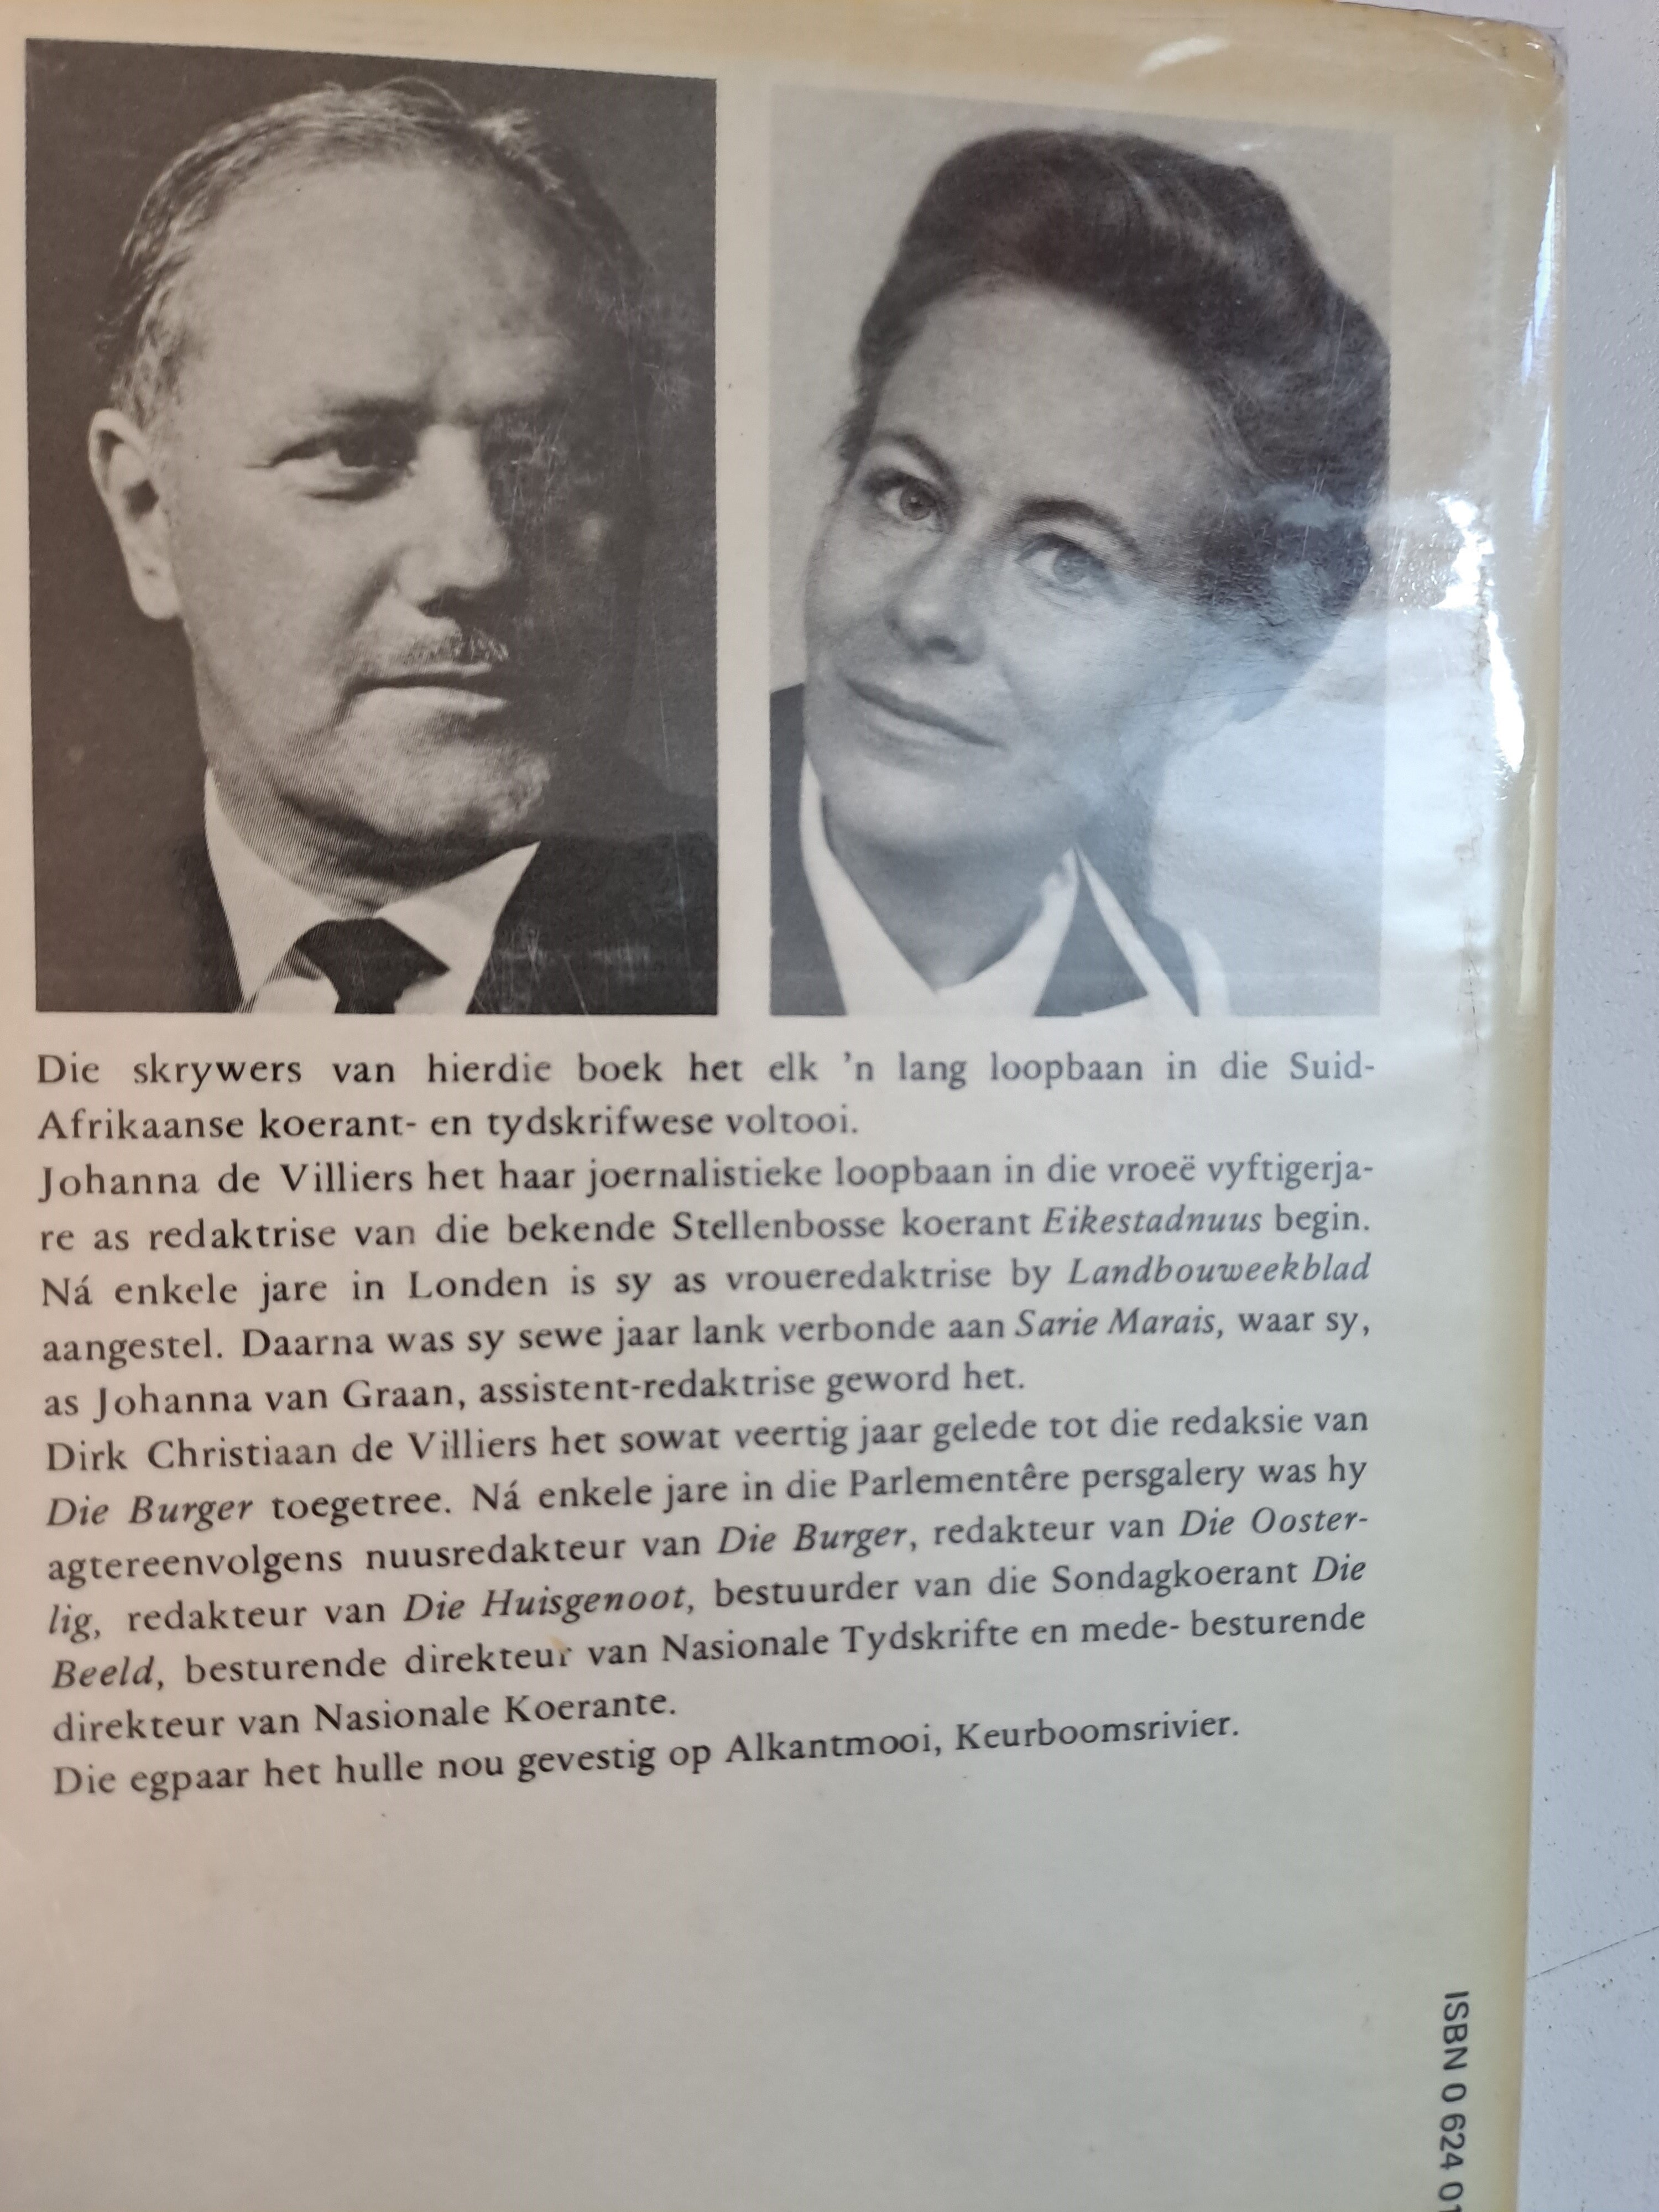 Die skrywers van hierdie boek het elk 'n lang loopbaan in die Suid-
Afrikaanse koerant- en tydskrifwese voltooi.
Johanna de Villiers het haar joernalistieke loopbaan in die vroeë vyftigerja-
re as redaktrise van die bekende Stellenbosse koerant Eikestadnuus begin.
Ná enkele jare in Londen is sy as vroueredaktrise by Landbouweekblad
aangestel. Daarna was sy sewe jaar lank verbonde aan Sarie Marais, waar sy,
as Johanna van Graan, assistent-redaktrise geword het.
Dirk Christiaan de Villiers het sowat veertig jaar gelede tot die redaksie van
Die Burger toegetree. Ná enkele jare in die Parlementêre persgalery was hy
agtereenvolgens nuusredakteur van Die Burger, redakteur van Die Ooster-
lig, redakteur van Die Huisgenoot, bestuurder van die Sondagkoerant Die
Beeld, besturende direkteur van Nasionale Tydskrifte en mede- besturende
direkteur van Nasionale Koerante.
Die egpaar het hulle nou gevestig op Alkantmooi, Keurboomsrivier.
ISBN 0 624 01